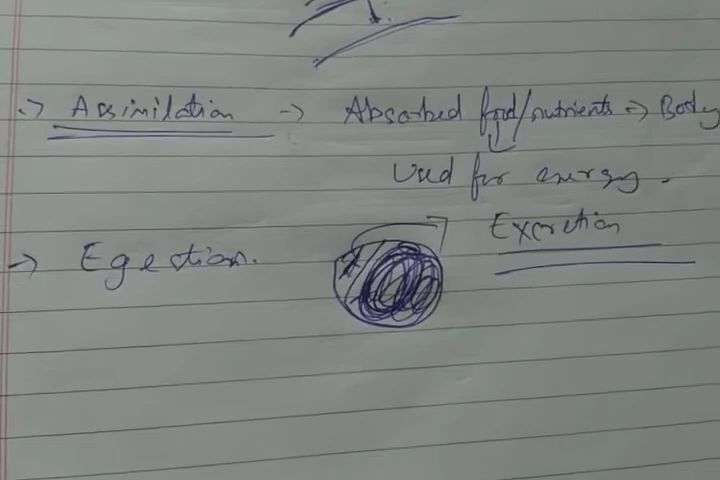 -> Assimilation -> Absorbed food/nutrients -> Body
Used for energy.
Excretion
-> Egestion.